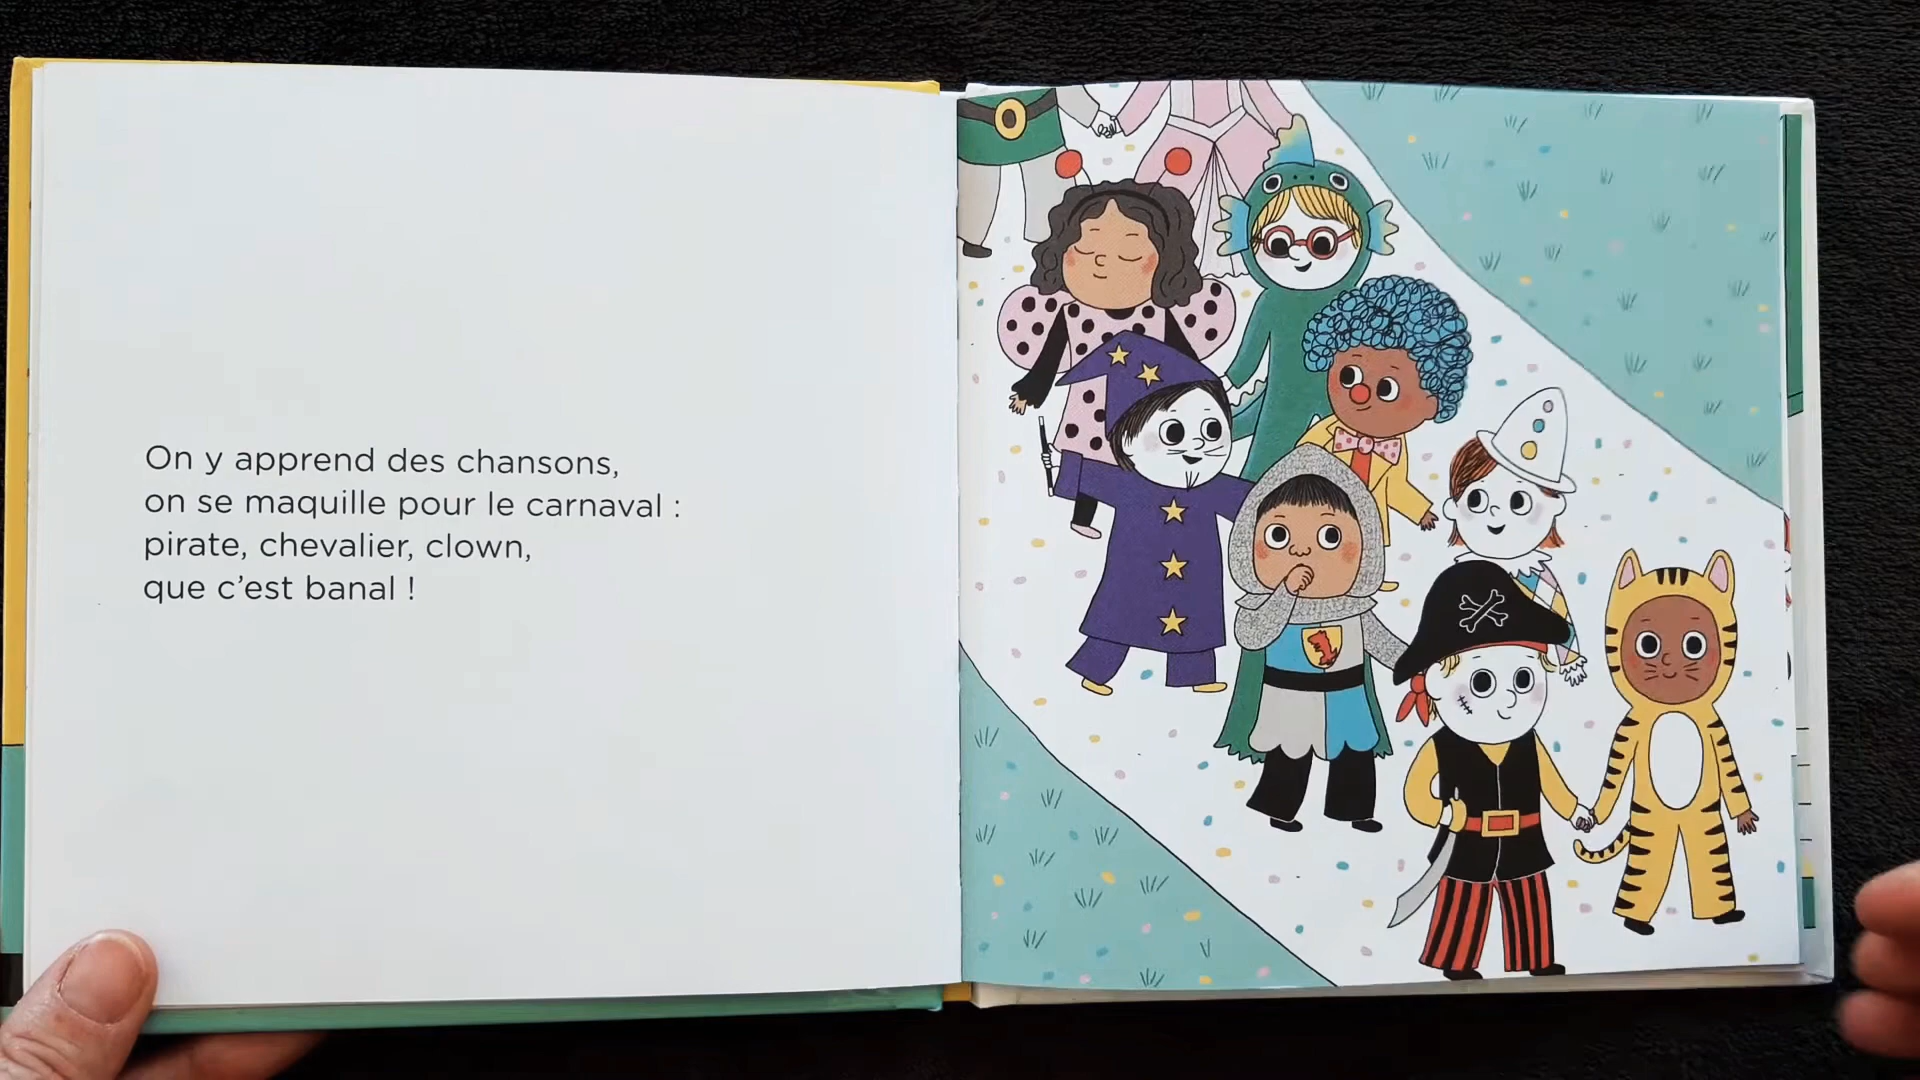 On y apprend des chansons,
on se maquille pour le carnaval :
pirate, chevalier, clown,
que c’est banal !